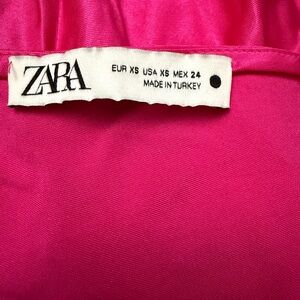 ZARA
EUR XS USA XS MEX 24
MADE IN TURKEY